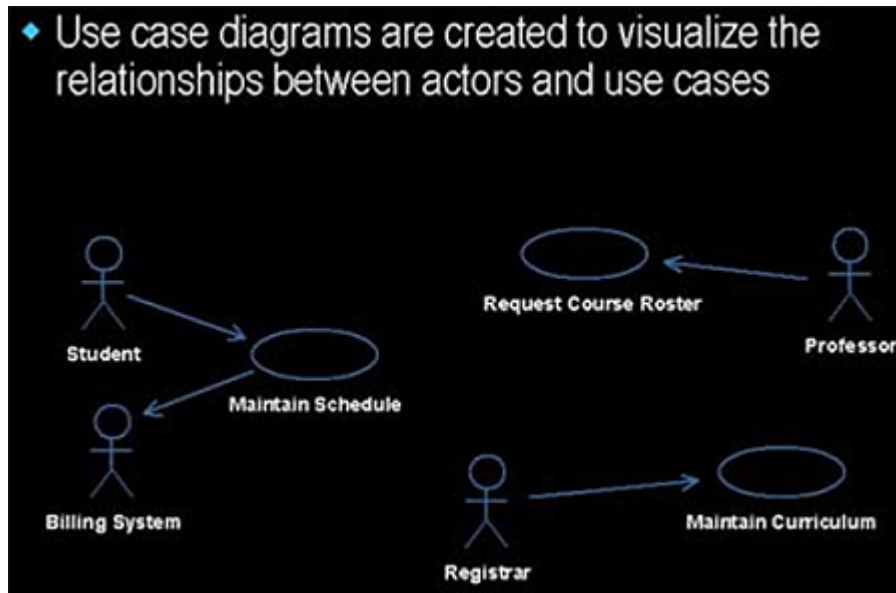 Use case diagrams are created to visualize the
relationships between actors and use cases
Request Course Roster
Professor
Student
Maintain Schedule
Billing System
Maintain Curriculum
Registrar